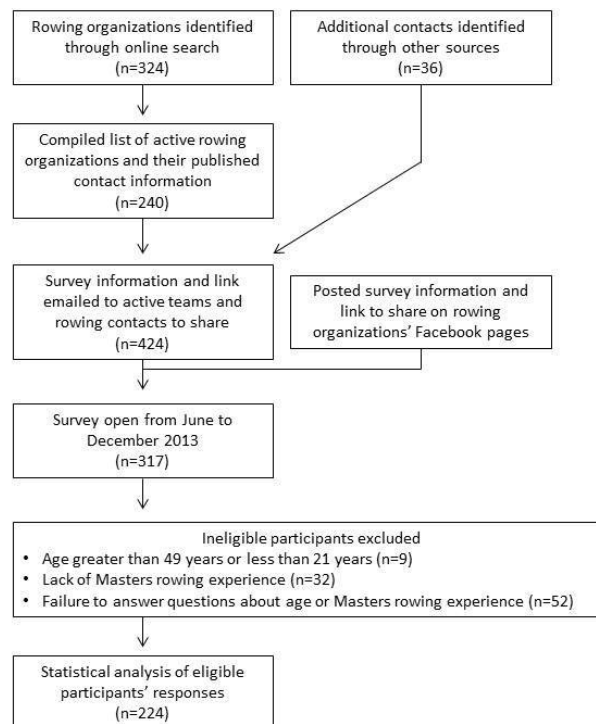 Rowing organizations identified
through online search
(n=324)
Additional contacts identified
through other sources
(n=36)
Compiled list of active rowing
organizations and their published
contact information
(n=240)
Survey information and link
emailed to active teams and
rowing contacts to share
(n=424)
Posted survey information and
link to share on rowing
organizations’ Facebook pages
Survey open from June to
December 2013
(n=317)
Ineligible participants excluded
• Age greater than 49 years or less than 21 years (n=9)
• Lack of Masters rowing experience (n=32)
• Failure to answer questions about age or Masters rowing experience (n=52)
Statistical analysis of eligible
participants’ responses
(n=224)